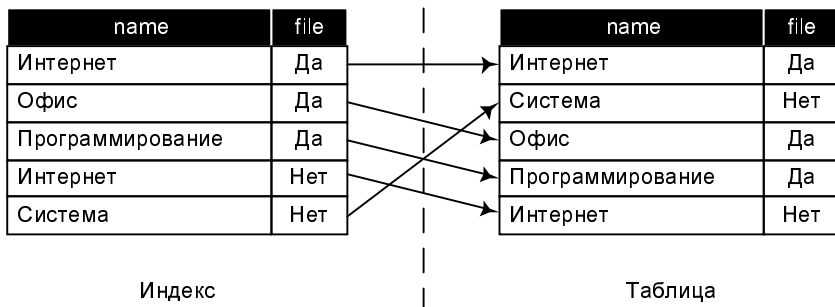 name file name file
Интернет Да Интернет Да
Офис Да Система Нет
Программирование Да Офис Да
Интернет Нет Программирование Да
Система Нет Интернет Нет
Индекс Таблица